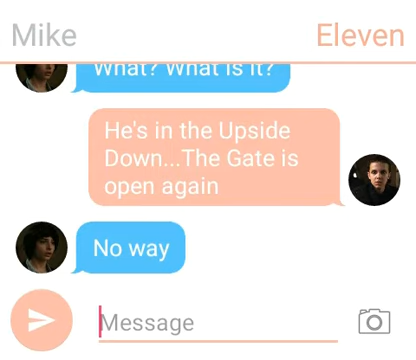 Mike Eleven
What? What is it?
He's in the Upside
Down...The Gate is
open again
No way
Message